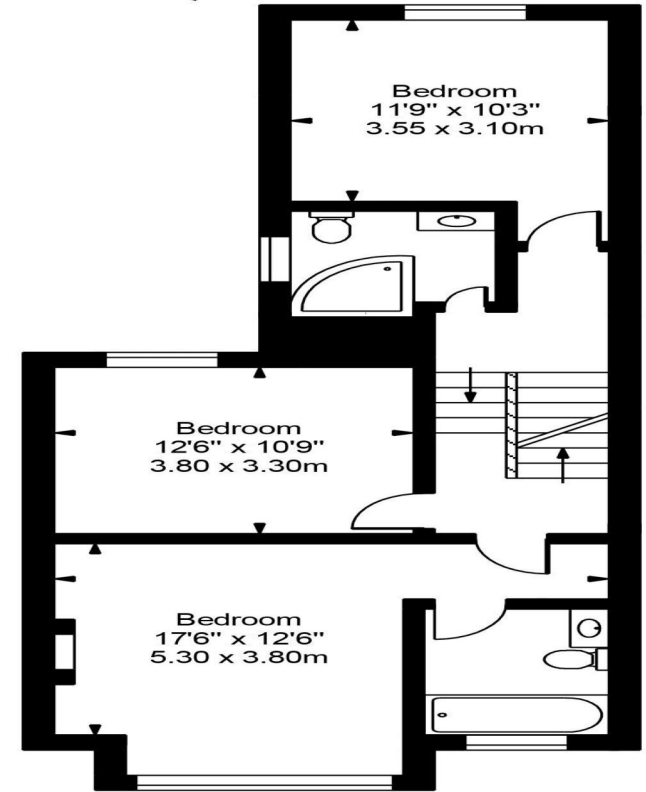 Bedroom
11'9" x 10'3"
3.55 x 3.10m
Bedroom
12'6" x 10'9"
3.80 x 3.30m
Bedroom
17'6" x 12'6"
5.30 x 3.80m